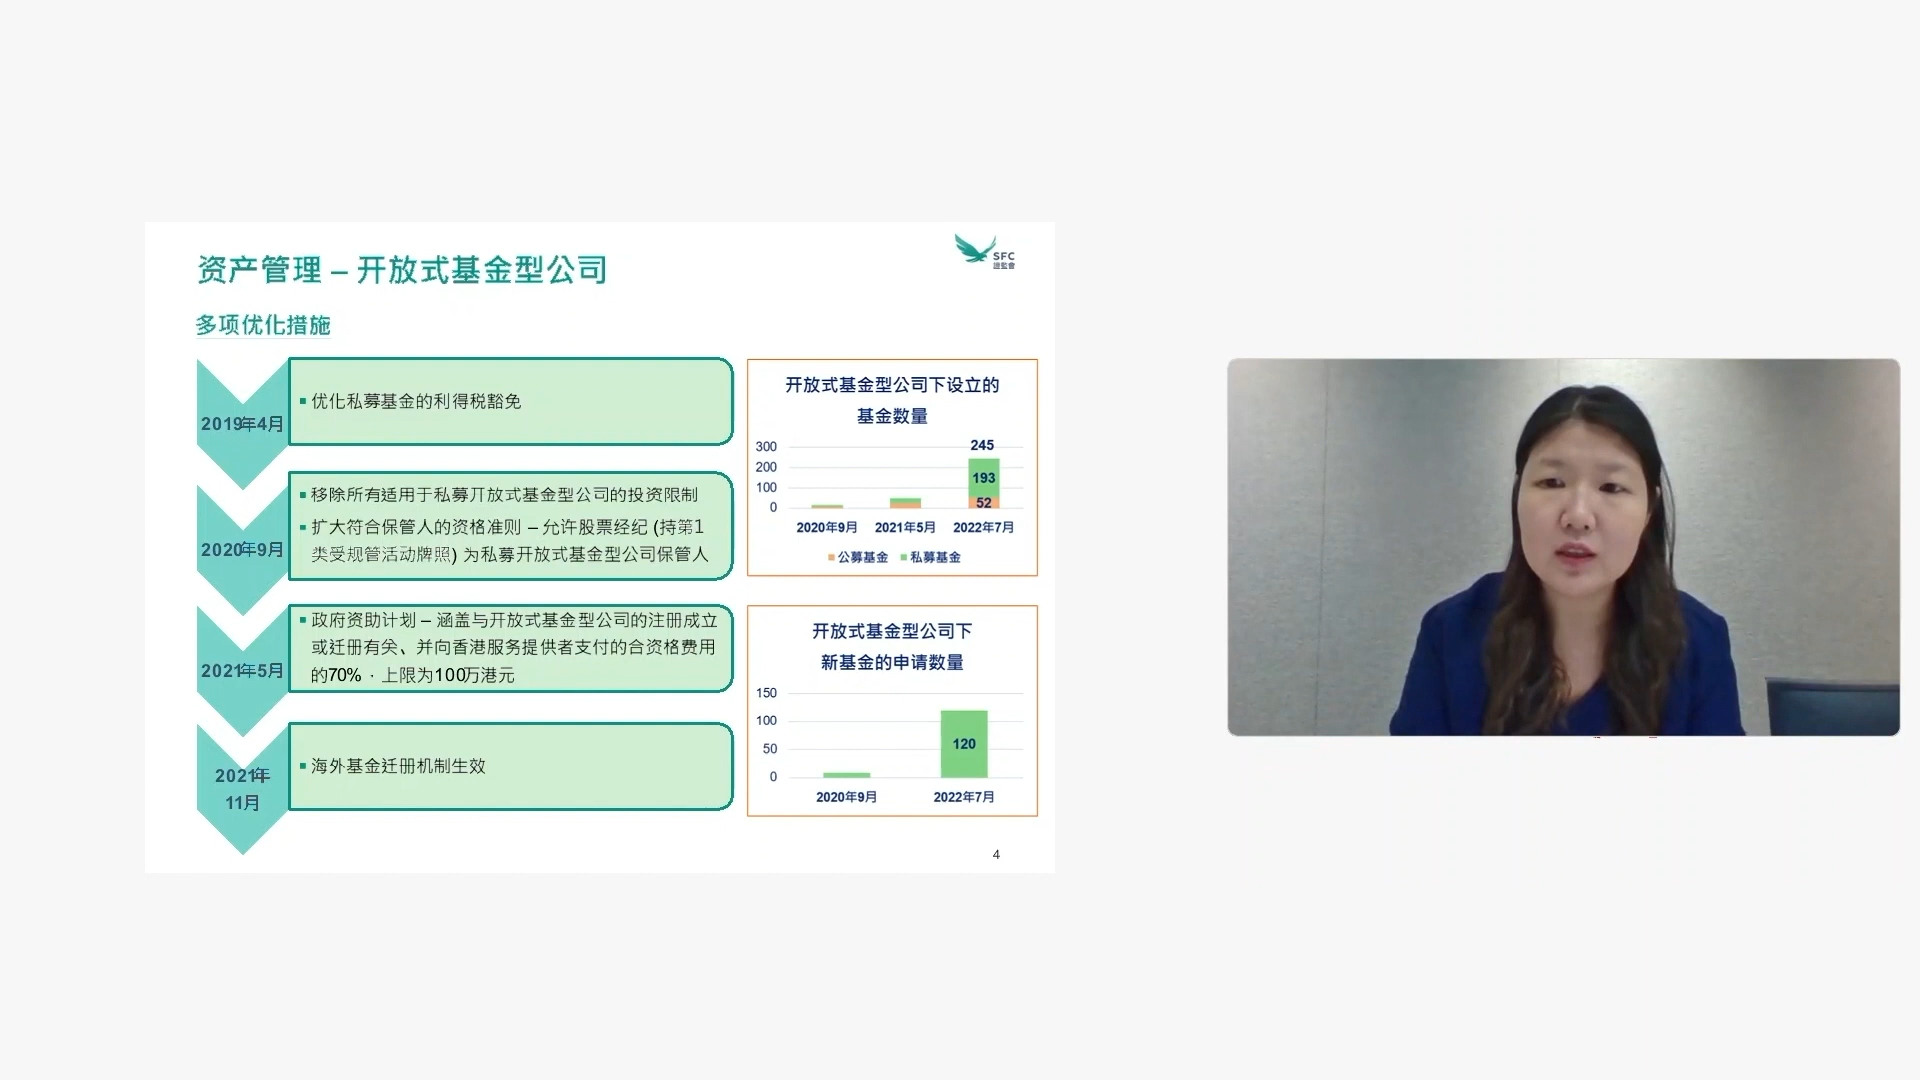 资产管理 – 开放式基金型公司
SFC
證監會
多项优化措施
2019年4月
▪ 优化私募基金的利得税豁免
2020年9月
▪ 移除所有适用于私募开放式基金型公司的投资限制
▪ 扩大符合保管人的资格准则 – 允许股票经纪 (持第1
类受规管活动牌照) 为私募开放式基金型公司保管人
2021年5月
▪ 政府资助计划 – 涵盖与开放式基金型公司的注册成立
或迁册有关、并向香港服务提供者支付的合资格费用
的70%﹐上限为100万港元
2021年
11月
▪ 海外基金迁册机制生效
开放式基金型公司下设立的
基金数量
300
200
100
0
245
193
52
2020年9月 2021年5月 2022年7月
公募基金 私募基金
开放式基金型公司下
新基金的申请数量
150
100
50
0
120
2020年9月 2022年7月
4